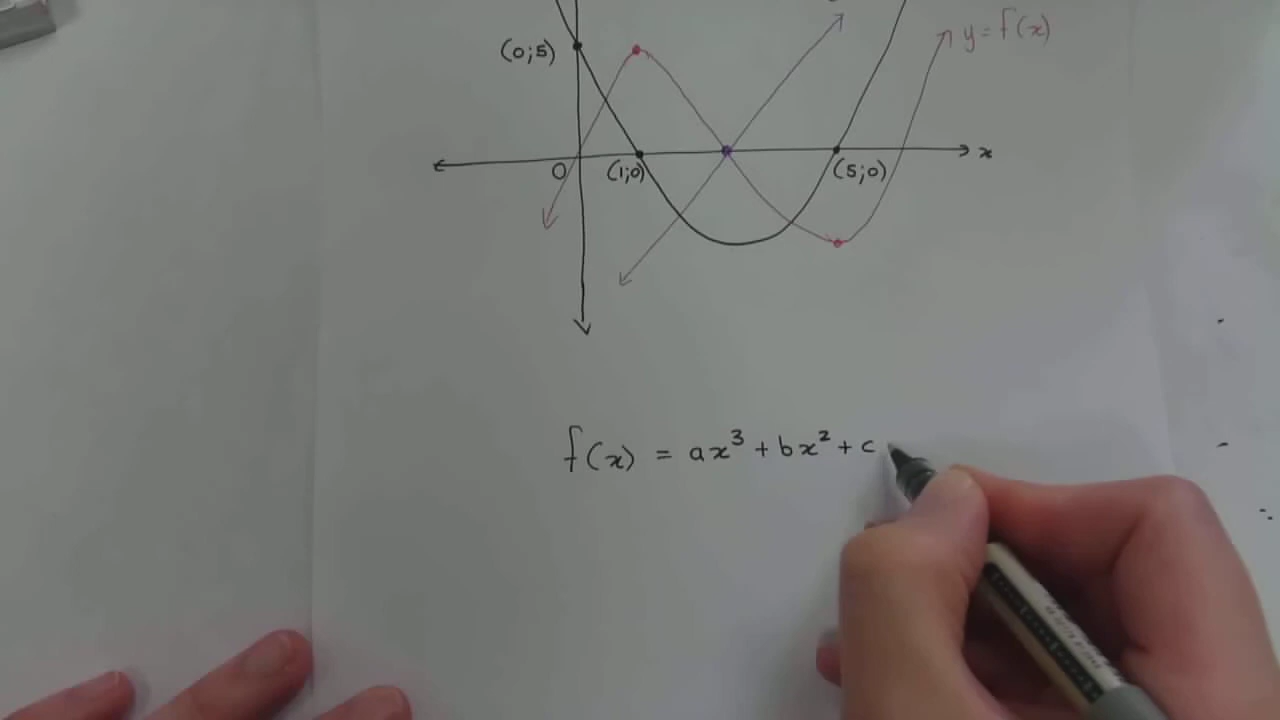 (0;5)
y = f(x)
x
0
(1;0)
(5;0)
f(x) = ax³ + bx² + c